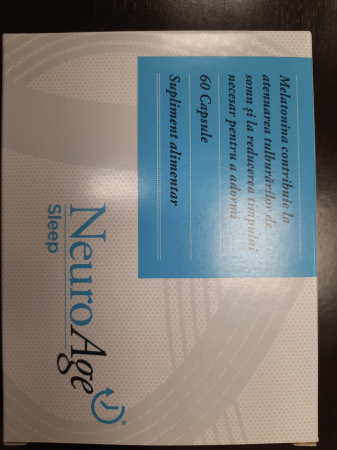 Melatonina contribuie la
atenuarea tulburărilor de
somn și la reducerea timpului
necesar pentru a adormi
60 Capsule
Supliment alimentar
NeuroAge®
Sleep